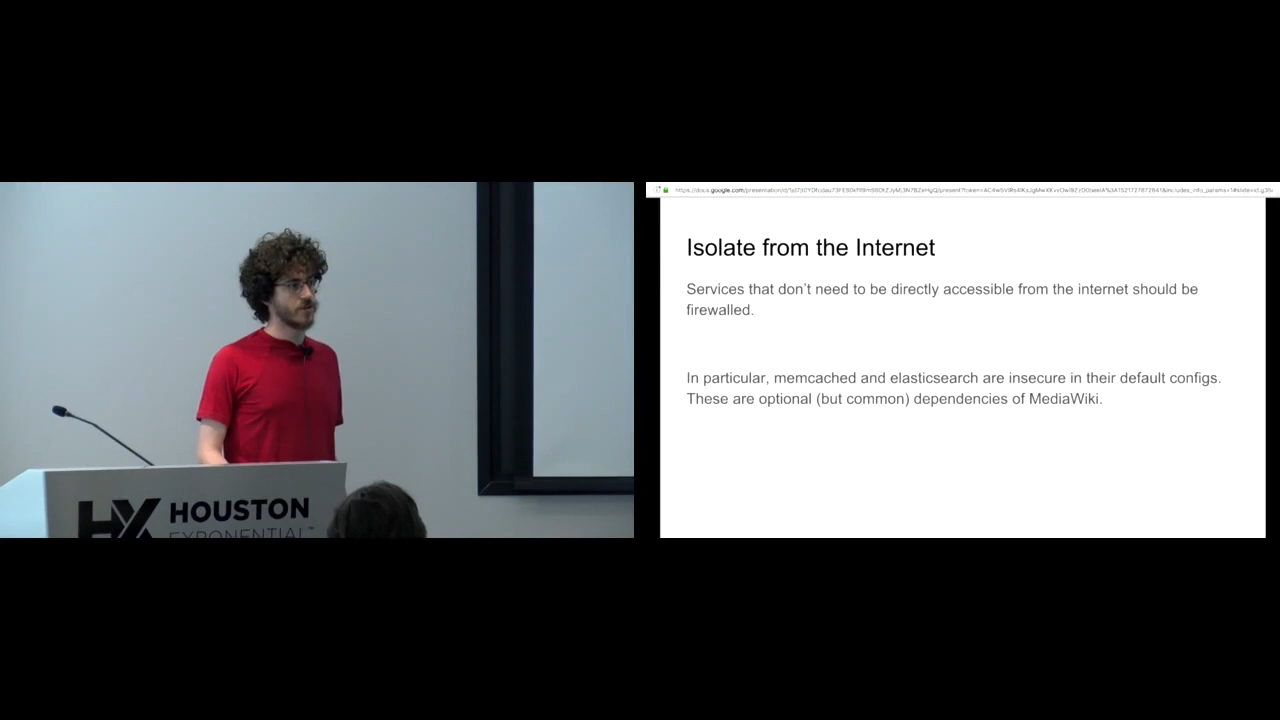 HX HOUSTON
EXPONENTIAL™
Isolate from the Internet
Services that don't need to be directly accessible from the internet should be
firewalled.
In particular, memcached and elasticsearch are insecure in their default configs.
These are optional (but common) dependencies of MediaWiki.